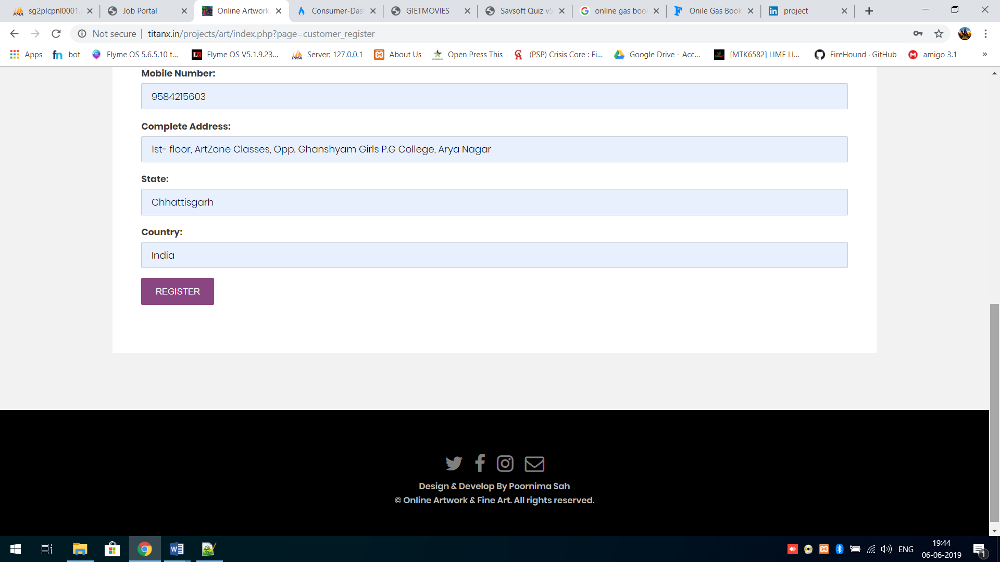 sg2plcpnl0001.
Job Portal
Online Artwork
Consumer-Das
GIETMOVIES
Savsoft Quiz v5
online gas boo
Onile Gas Book
project
Not secure | titanx.in/projects/art/index.php?page=customer_register
Apps
bot
Flyme OS 5.6.5.10 t...
Flyme OS V5.1.9.23...
Server: 127.0.0.1
About Us
Open Press This
(PSP) Crisis Core : Fi...
Google Drive - Acc...
[MTK6582] LIME LI...
FireHound · GitHub
amigo 3.1
»
Mobile Number:
9584215603
Complete Address:
1st- floor, ArtZone Classes, Opp. Ghanshyam Girls P.G College, Arya Nagar
State:
Chhattisgarh
Country:
India
REGISTER
Design & Develop By Poornima Sah
© Online Artwork & Fine Art. All rights reserved.
ENG
19:44
06-06-2019
1